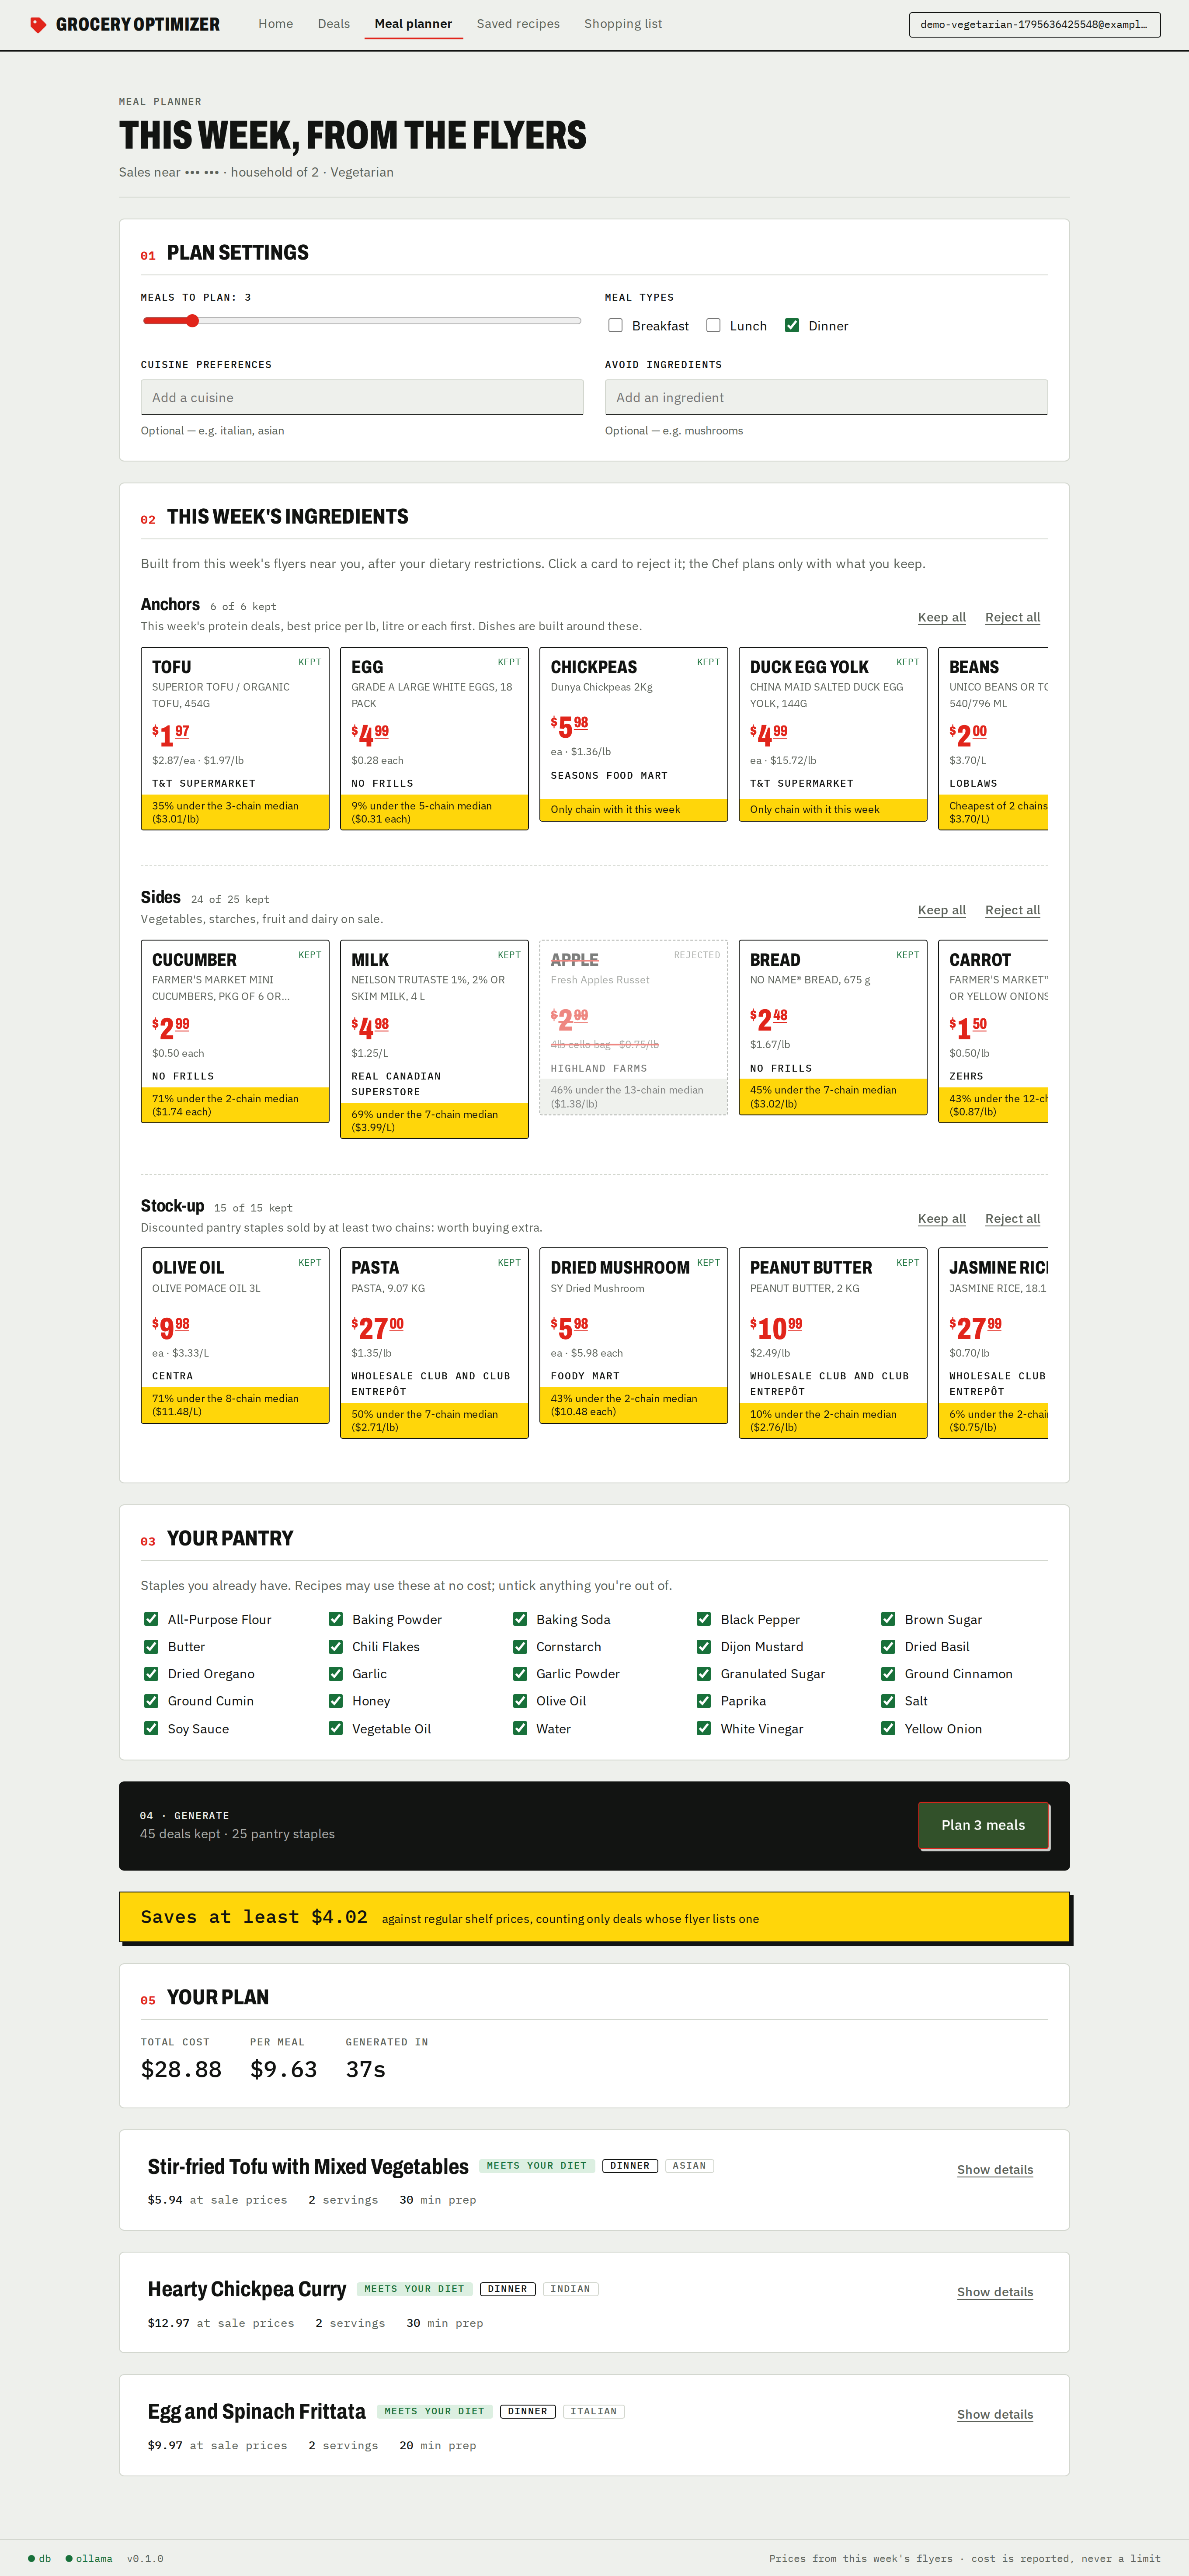 GROCERY OPTIMIZER Home Deals Meal planner Saved recipes Shopping list demo-vegetarian-1795636425548@exampl…
MEAL PLANNER
THIS WEEK, FROM THE FLYERS
Sales near ••• ••• · household of 2 · Vegetarian
01 PLAN SETTINGS
MEALS TO PLAN: 3
MEAL TYPES
Breakfast Lunch Dinner
CUISINE PREFERENCES
Add a cuisine
Optional — e.g. italian, asian
AVOID INGREDIENTS
Add an ingredient
Optional — e.g. mushrooms
02 THIS WEEK'S INGREDIENTS
Built from this week's flyers near you, after your dietary restrictions. Click a card to reject it; the Chef plans only with what you keep.
Anchors 6 of 6 kept
This week's protein deals, best price per lb, litre or each first. Dishes are built around these.
Keep all Reject all
TOFU KEPT
SUPERIOR TOFU / ORGANIC
TOFU, 454G
$1 97
$2.87/ea · $1.97/lb
T&T SUPERMARKET
35% under the 3-chain median
($3.01/lb)
EGG KEPT
GRADE A LARGE WHITE EGGS, 18
PACK
$4 99
$0.28 each
NO FRILLS
9% under the 5-chain median
($0.31 each)
CHICKPEAS KEPT
Dunya Chickpeas 2Kg
$5 98
ea · $1.36/lb
SEASONS FOOD MART
Only chain with it this week
DUCK EGG YOLK KEPT
CHINA MAID SALTED DUCK EGG
YOLK, 144G
$4 99
ea · $15.72/lb
T&T SUPERMARKET
Only chain with it this week
BEANS
UNICO BEANS OR TO
540/796 ML
$2 00
$3.70/L
LOBLAWS
Cheapest of 2 chains
$3.70/L)
Sides 24 of 25 kept
Vegetables, starches, fruit and dairy on sale.
Keep all Reject all
CUCUMBER KEPT
FARMER'S MARKET MINI
CUCUMBERS, PKG OF 6 OR…
$2 99
$0.50 each
NO FRILLS
71% under the 2-chain median
($1.74 each)
MILK KEPT
NEILSON TRUTASTE 1%, 2% OR
SKIM MILK, 4 L
$4 98
$1.25/L
REAL CANADIAN
SUPERSTORE
69% under the 7-chain median
($3.99/L)
APPLE REJECTED
Fresh Apples Russet
$2 99
4lb cello bag · $0.75/lb
HIGHLAND FARMS
46% under the 13-chain median
($1.38/lb)
BREAD KEPT
NO NAME® BREAD, 675 g
$2 48
$1.67/lb
NO FRILLS
45% under the 7-chain median
($3.02/lb)
CARROT
FARMER'S MARKET™
OR YELLOW ONIONS
$1 50
$0.50/lb
ZEHRS
43% under the 12-ch
($0.87/lb)
Stock-up 15 of 15 kept
Discounted pantry staples sold by at least two chains: worth buying extra.
Keep all Reject all
OLIVE OIL KEPT
OLIVE POMACE OIL 3L
$9 98
ea · $3.33/L
CENTRA
71% under the 8-chain median
($11.48/L)
PASTA KEPT
PASTA, 9.07 KG
$27 00
$1.35/lb
WHOLESALE CLUB AND CLUB
ENTREPÔT
50% under the 7-chain median
($2.71/lb)
DRIED MUSHROOM KEPT
SY Dried Mushroom
$5 98
ea · $5.98 each
FOODY MART
43% under the 2-chain median
($10.48 each)
PEANUT BUTTER KEPT
PEANUT BUTTER, 2 KG
$10 99
$2.49/lb
WHOLESALE CLUB AND CLUB
ENTREPÔT
10% under the 2-chain median
($2.76/lb)
JASMINE RICE
JASMINE RICE, 18.1
$27 99
$0.70/lb
WHOLESALE CLUB
ENTREPÔT
6% under the 2-chain
($0.75/lb)
03 YOUR PANTRY
Staples you already have. Recipes may use these at no cost; untick anything you're out of.
All-Purpose Flour Baking Powder Baking Soda Black Pepper Brown Sugar
Butter Chili Flakes Cornstarch Dijon Mustard Dried Basil
Dried Oregano Garlic Garlic Powder Granulated Sugar Ground Cinnamon
Ground Cumin Honey Olive Oil Paprika Salt
Soy Sauce Vegetable Oil Water White Vinegar Yellow Onion
04 · GENERATE
45 deals kept · 25 pantry staples
Plan 3 meals
Saves at least $4.02 against regular shelf prices, counting only deals whose flyer lists one
05 YOUR PLAN
TOTAL COST PER MEAL GENERATED IN
$28.88 $9.63 37s
Stir-fried Tofu with Mixed Vegetables MEETS YOUR DIET DINNER ASIAN Show details
$5.94 at sale prices 2 servings 30 min prep
Hearty Chickpea Curry MEETS YOUR DIET DINNER INDIAN Show details
$12.97 at sale prices 2 servings 30 min prep
Egg and Spinach Frittata MEETS YOUR DIET DINNER ITALIAN Show details
$9.97 at sale prices 2 servings 20 min prep
db ollama v0.1.0 Prices from this week's flyers · cost is reported, never a limit